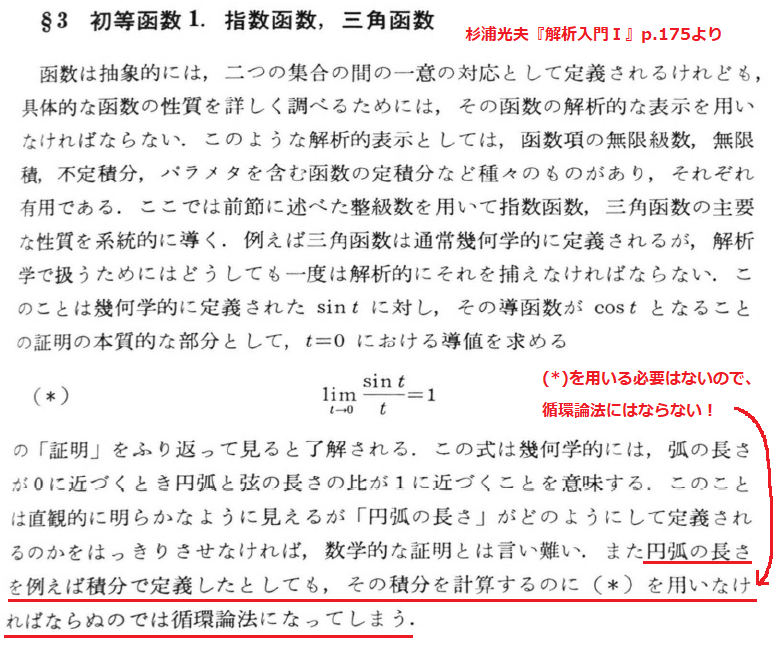 §3 初等函数1. 指数函数，三角函数
杉浦光夫『解析入門Ⅰ』p.175より
函数は抽象的には，二つの集合の間の一意の対応として定義されるけれども，
具体的な函数の性質を詳しく調べるためには，その函数の解析的な表示を用い
なければならない．このような解析的表示としては，函数項の無限級数，無限
積，不定積分，パラメタを含む函数の定積分など種々のものがあり，それぞれ
有用である．ここでは前節に述べた整級数を用いて指数函数，三角函数の主要
な性質を系統的に導く．例えば三角函数は通常幾何学的に定義されるが，解析
学で扱うためにはどうしても一度は解析的にそれを捕えなければならない．こ
のことは幾何学的に定義された sin t に対し，その導函数が cos t となること
の証明の本質的な部分として，t=0 における導値を求める
(*) lim_{t→0} sin t / t = 1
(*)を用いる必要はないので、
循環論法にはならない！
の「証明」をふり返って見ると了解される．この式は幾何学的には，弧の長さ
が0に近づくとき円弧と弦の長さの比が1に近づくことを意味する．このこと
は直観的に明らかなように見えるが「円弧の長さ」がどのようにして定義され
るのかをはっきりさせなければ，数学的な証明とは言い難い．また円弧の長さ
を例えば積分で定義したとしても，その積分を計算するのに（*）を用いなけ
ればならぬのでは循環論法になってしまう．